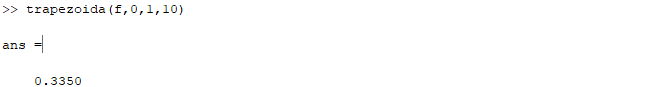 >> trapezoida(f,0,1,10)
ans =
0.3350